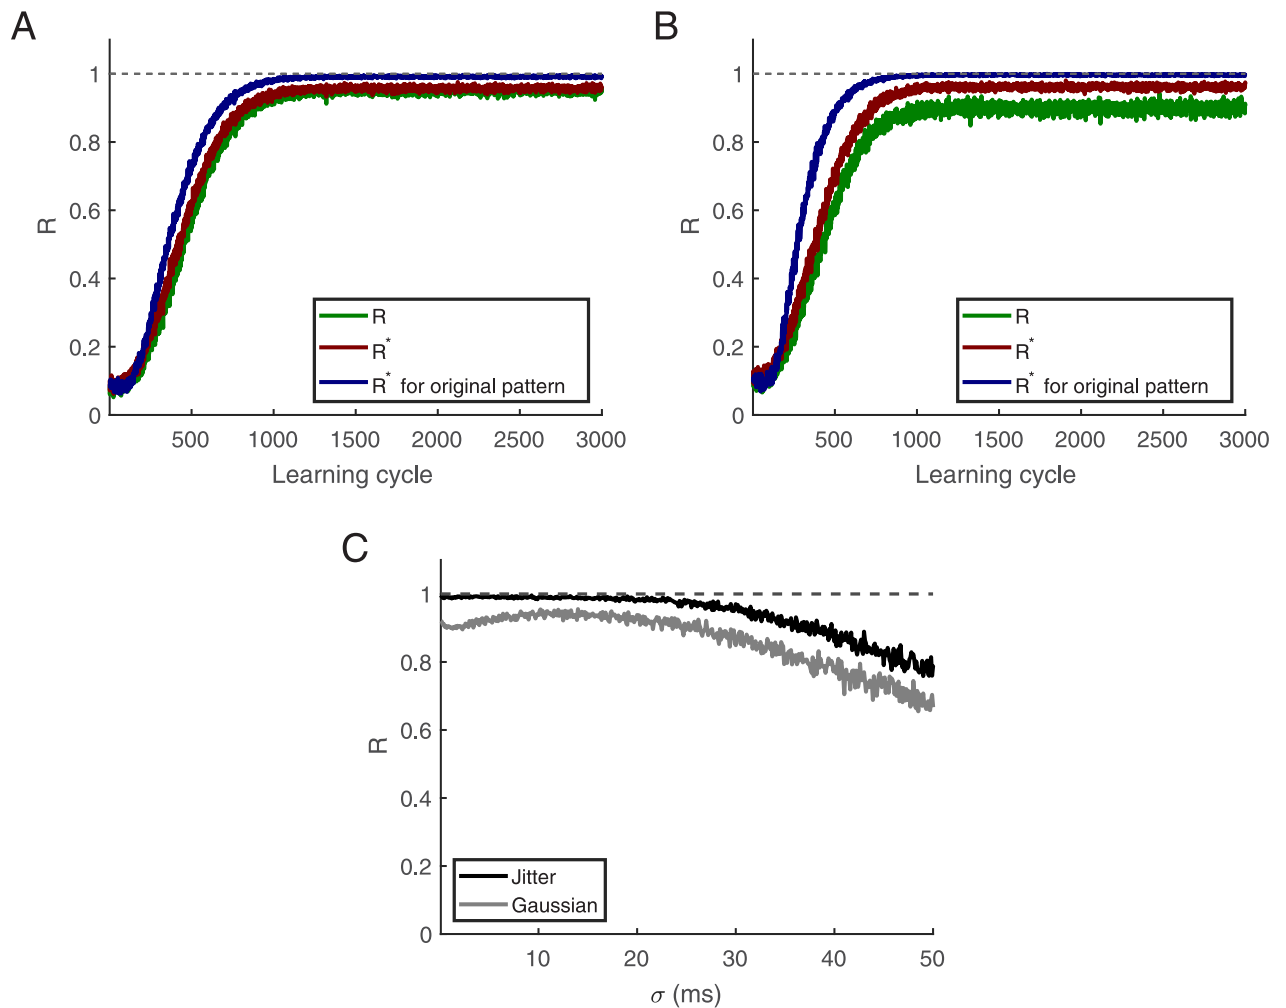 A
R
1
0.8
0.6
0.4
0.2
0
500 1000 1500 2000 2500 3000
Learning cycle
R
R*
R* for original pattern
B
R
1
0.8
0.6
0.4
0.2
0
500 1000 1500 2000 2500 3000
Learning cycle
R
R*
R* for original pattern
C
R
1
0.8
0.6
0.4
0.2
0
10 20 30 40 50
σ (ms)
Jitter
Gaussian